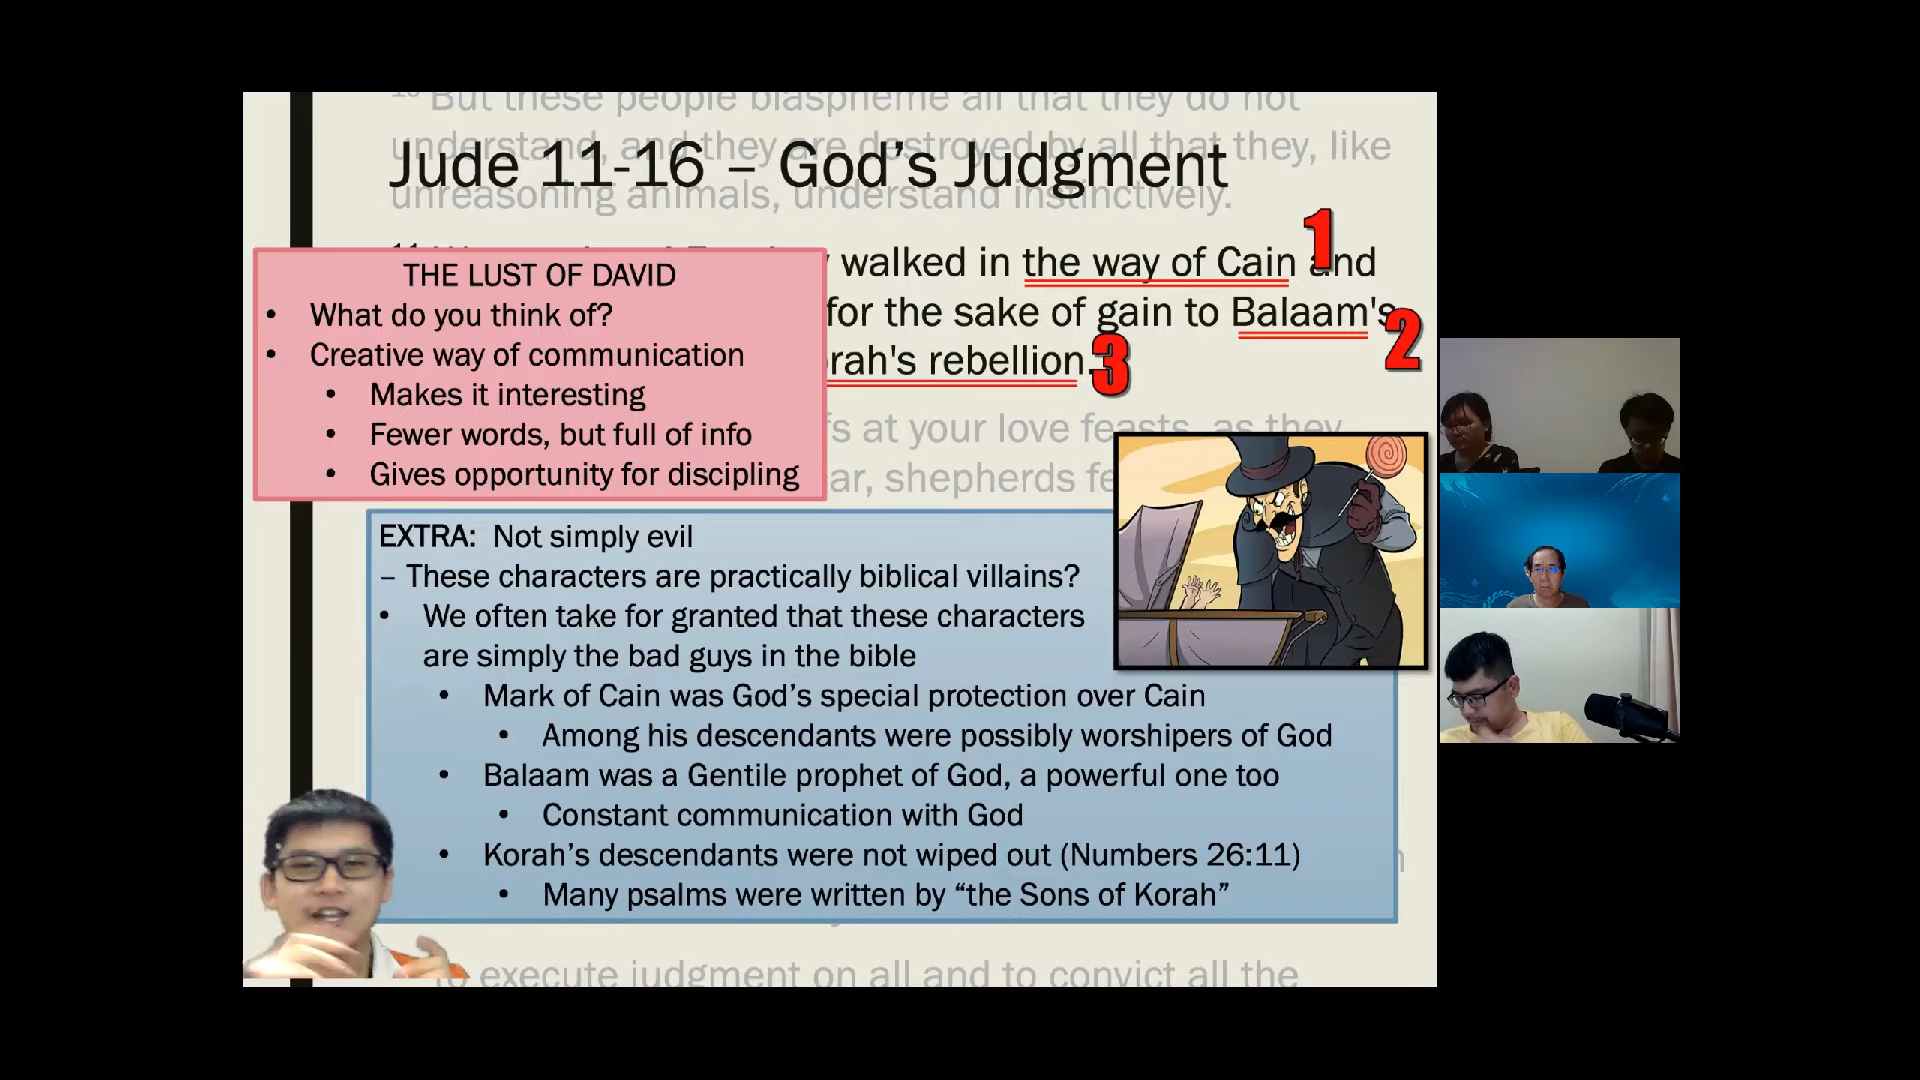 10 But these people blaspheme all that they do not
understand, and they are destroyed by all that they, like
unreasoning animals, understand instinctively.
Jude 11-16 – God's Judgment
walked in the way of Cain and
1
for the sake of gain to Balaam's
2
rah's rebellion.
3
at your love feasts, as they
ar, shepherds fe
THE LUST OF DAVID
• What do you think of?
• Creative way of communication
• Makes it interesting
• Fewer words, but full of info
• Gives opportunity for discipling
EXTRA: Not simply evil
– These characters are practically biblical villains?
• We often take for granted that these characters
are simply the bad guys in the bible
• Mark of Cain was God's special protection over Cain
• Among his descendants were possibly worshipers of God
• Balaam was a Gentile prophet of God, a powerful one too
• Constant communication with God
• Korah's descendants were not wiped out (Numbers 26:11)
• Many psalms were written by “the Sons of Korah”
to execute judgment on all and to convict all the